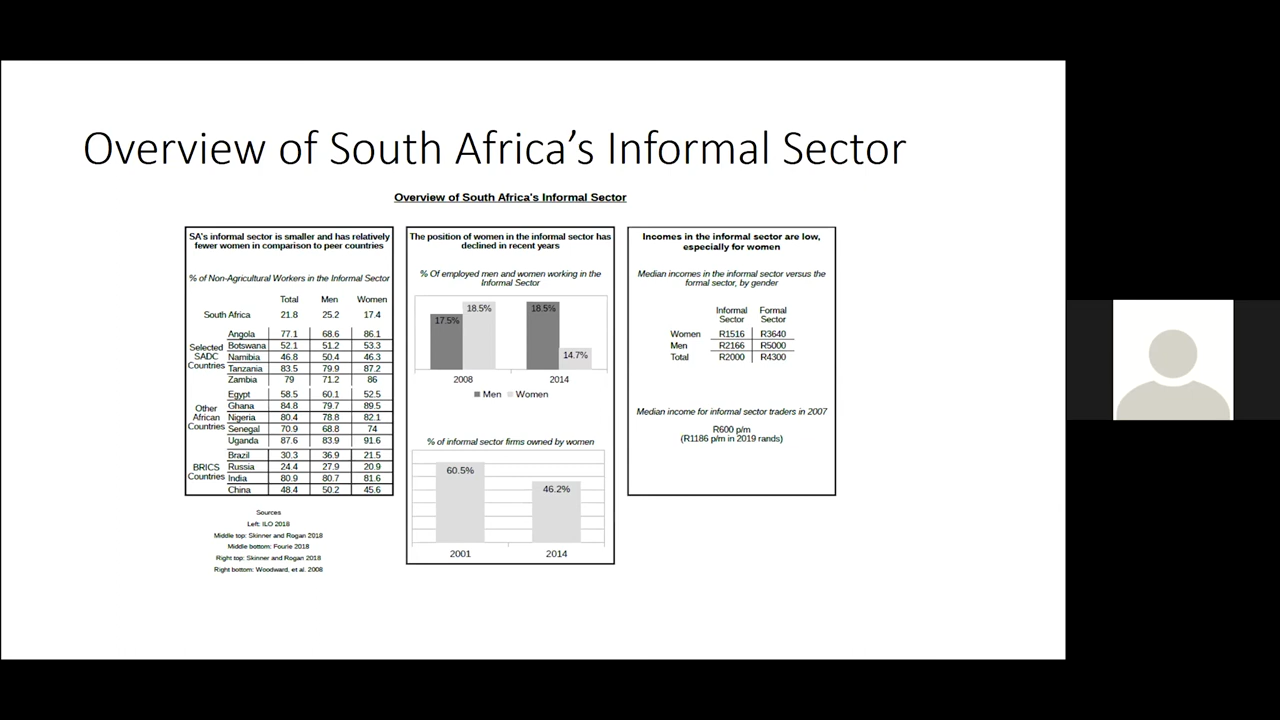 Overview of South Africa's Informal Sector
Overview of South Africa's Informal Sector
SA's informal sector is smaller and has relatively
fewer women in comparison to peer countries
% of Non-Agricultural Workers in the Informal Sector
Total Men Women
South Africa 21.8 25.2 17.4
Selected SADC Countries
Angola 77.1 68.6 86.1
Botswana 52.1 51.2 53.3
Namibia 46.8 50.4 46.3
Tanzania 83.5 79.9 87.2
Zambia 79 71.2 86
Other African Countries
Egypt 58.5 60.1 52.5
Ghana 84.8 79.7 89.5
Nigeria 80.4 78.8 82.1
Senegal 70.9 68.8 74
Uganda 87.6 83.9 91.6
BRICS Countries
Brazil 30.3 36.9 21.5
Russia 24.4 27.9 20.9
India 80.9 80.7 81.6
China 48.4 50.2 45.6
Sources
Left: ILO 2018
Middle top: Skinner and Rogan 2018
Middle bottom: Fourie 2018
Right top: Skinner and Rogan 2018
Right bottom: Woodward, et al. 2008
The position of women in the informal sector has
declined in recent years
% Of employed men and women working in the
Informal Sector
17.5% 18.5% 18.5% 14.7%
2008 2014
Men Women
% of informal sector firms owned by women
60.5% 46.2%
2001 2014
Incomes in the informal sector are low,
especially for women
Median incomes in the informal sector versus the
formal sector, by gender
Informal Formal
Sector Sector
Women R1516 R3640
Men R2166 R5000
Total R2000 R4300
Median income for informal sector traders in 2007
R600 p/m
(R1186 p/m in 2019 rands)